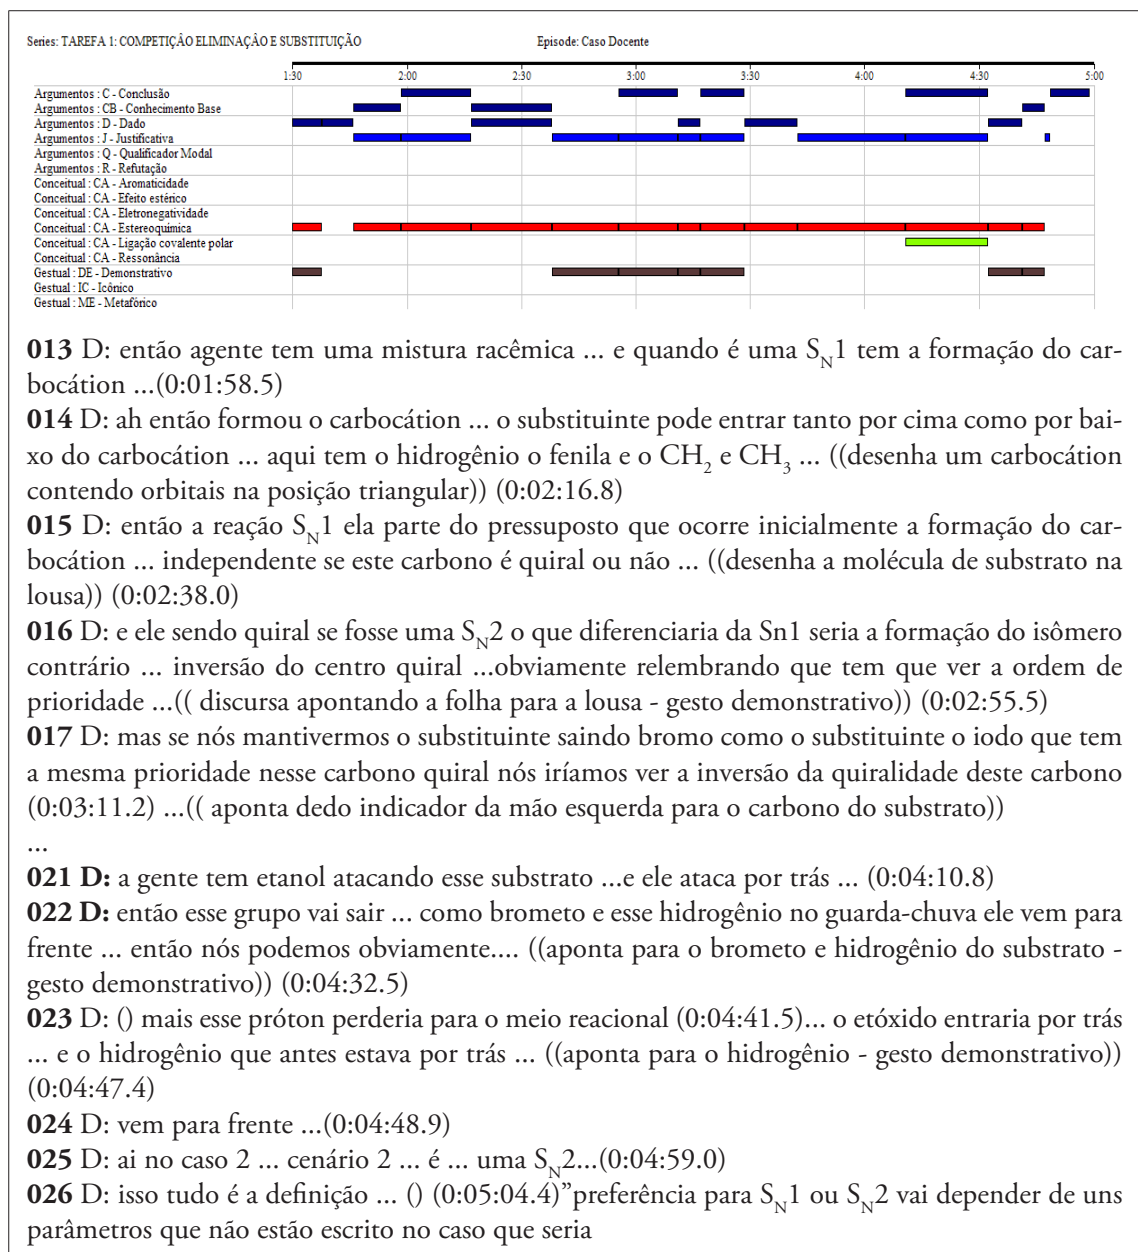 Series: TAREFA 1: COMPETIÇÃO ELIMINAÇÃO E SUBSTITUIÇÃO Episode: Caso Docente
1:30 2:00 2:30 3:00 3:30 4:00 4:30 5:00
Argumentos : C - Conclusão
Argumentos : CB - Conhecimento Base
Argumentos : D - Dado
Argumentos : J - Justificativa
Argumentos : Q - Qualificador Modal
Argumentos : R - Refutação
Conceitual : CA - Aromaticidade
Conceitual : CA - Efeito estérico
Conceitual : CA - Eletronegatividade
Conceitual : CA - Estereoquimica
Conceitual : CA - Ligação covalente polar
Conceitual : CA - Ressonância
Gestual : DE - Demonstrativo
Gestual : IC - Icônico
Gestual : ME - Metafórico
013 D: então agente tem uma mistura racêmica ... e quando é uma S_N1 tem a formação do car-
bocátion ...(0:01:58.5)
014 D: ah então formou o carbocátion ... o substituinte pode entrar tanto por cima como por bai-
xo do carbocátion ... aqui tem o hidrogênio o fenila e o CH₂ e CH₃ ... ((desenha um carbocátion
contendo orbitais na posição triangular)) (0:02:16.8)
015 D: então a reação S_N1 ela parte do pressuposto que ocorre inicialmente a formação do car-
bocátion ... independente se este carbono é quiral ou não ... ((desenha a molécula de substrato na
lousa)) (0:02:38.0)
016 D: e ele sendo quiral se fosse uma S_N2 o que diferenciaria da Sn1 seria a formação do isômero
contrário ... inversão do centro quiral ...obviamente relembrando que tem que ver a ordem de
prioridade ...(( discursa apontando a folha para a lousa - gesto demonstrativo)) (0:02:55.5)
017 D: mas se nós mantivermos o substituinte saindo bromo como o substituinte o iodo que tem
a mesma prioridade nesse carbono quiral nós iríamos ver a inversão da quiralidade deste carbono
(0:03:11.2) ...(( aponta dedo indicador da mão esquerda para o carbono do substrato))
...
021 D: a gente tem etanol atacando esse substrato ...e ele ataca por trás ... (0:04:10.8)
022 D: então esse grupo vai sair ... como brometo e esse hidrogênio no guarda-chuva ele vem para
frente ... então nós podemos obviamente.... ((aponta para o brometo e hidrogênio do substrato -
gesto demonstrativo)) (0:04:32.5)
023 D: () mais esse próton perderia para o meio reacional (0:04:41.5)... o etóxido entraria por trás
... e o hidrogênio que antes estava por trás ... ((aponta para o hidrogênio - gesto demonstrativo))
(0:04:47.4)
024 D: vem para frente ...(0:04:48.9)
025 D: ai no caso 2 ... cenário 2 ... é ... uma S_N2...(0:04:59.0)
026 D: isso tudo é a definição ... () (0:05:04.4)”preferência para S_N1 ou S_N2 vai depender de uns
parâmetros que não estão escrito no caso que seria